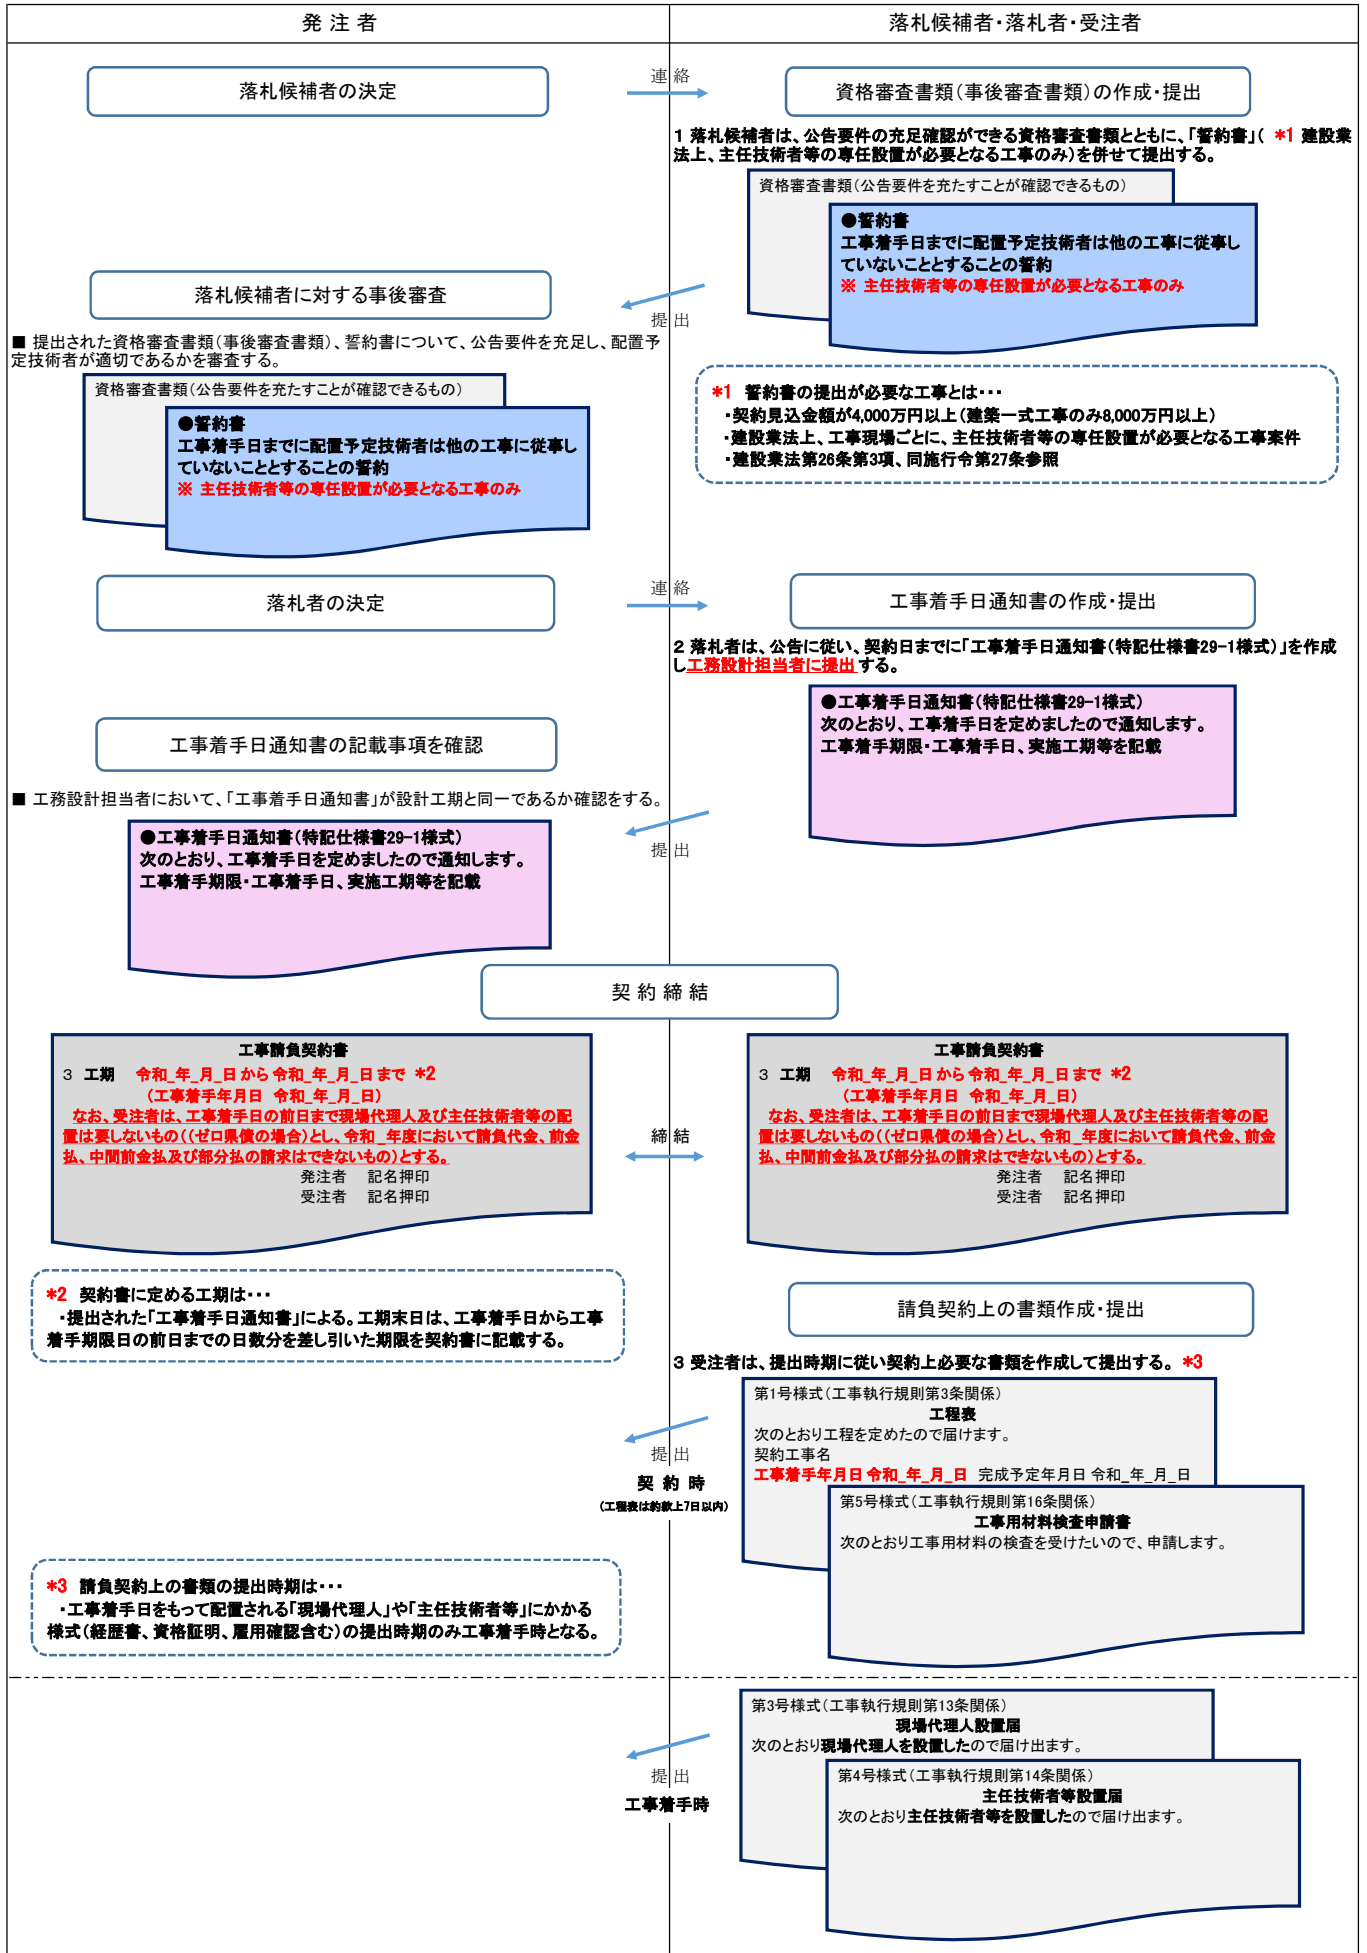 発 注 者
落札候補者・落札者・受注者
落札候補者の決定
連 絡
資格審査書類(事後審査書類)の作成・提出
1 落札候補者は、公告要件の充足確認ができる資格審査書類とともに、「誓約書」( *1 建設業
法上、主任技術者等の専任設置が必要となる工事のみ)を併せて提出する。
資格審査書類(公告要件を充たすことが確認できるもの)
●誓約書
工事着手日までに配置予定技術者は他の工事に従事し
ていないこととすることの誓約
※ 主任技術者等の専任設置が必要となる工事のみ
落札候補者に対する事後審査
提 出
■ 提出された資格審査書類(事後審査書類)、誓約書について、公告要件を充足し、配置予
定技術者が適切であるかを審査する。
資格審査書類(公告要件を充たすことが確認できるもの)
●誓約書
工事着手日までに配置予定技術者は他の工事に従事し
ていないこととすることの誓約
※ 主任技術者等の専任設置が必要となる工事のみ
*1 誓約書の提出が必要な工事とは・・・
・契約見込金額が4,000万円以上(建築一式工事のみ8,000万円以上)
・建設業法上、工事現場ごとに、主任技術者等の専任設置が必要となる工事案件
・建設業法第26条第3項、同施行令第27条参照
落札者の決定
連 絡
工事着手日通知書の作成・提出
2 落札者は、公告に従い、契約日までに「工事着手日通知書(特記仕様書29-1様式)」を作成
し工務設計担当者に提出する。
●工事着手日通知書(特記仕様書29-1様式)
次のとおり、工事着手日を定めましたので通知します。
工事着手期限・工事着手日、実施工期等を記載
工事着手日通知書の記載事項を確認
■ 工務設計担当者において、「工事着手日通知書」が設計工期と同一であるか確認をする。
提 出
●工事着手日通知書(特記仕様書29-1様式)
次のとおり、工事着手日を定めましたので通知します。
工事着手期限・工事着手日、実施工期等を記載
契 約 締 結
工事請負契約書
3 工期 令和_年_月_日 から 令和_年_月_日 まで *2
(工事着手年月日 令和_年_月_日)
なお、受注者は、工事着手日の前日まで現場代理人及び主任技術者等の配
置は要しないもの((ゼロ県債の場合)とし、令和_年度において請負代金、前金
払、中間前金払及び部分払の請求はできないもの)とする。
発注者 記名押印
受注者 記名押印
締 結
工事請負契約書
3 工期 令和_年_月_日 から 令和_年_月_日 まで *2
(工事着手年月日 令和_年_月_日)
なお、受注者は、工事着手日の前日まで現場代理人及び主任技術者等の配
置は要しないもの((ゼロ県債の場合)とし、令和_年度において請負代金、前金
払、中間前金払及び部分払の請求はできないもの)とする。
発注者 記名押印
受注者 記名押印
*2 契約書に定める工期は・・・
・提出された「工事着手日通知書」による。工期末日は、工事着手日から工事
着手期限日の前日までの日数分を差し引いた期限を契約書に記載する。
請負契約上の書類作成・提出
3 受注者は、提出時期に従い契約上必要な書類を作成して提出する。 *3
第1号様式(工事執行規則第3条関係)
工程表
次のとおり工程を定めたので届けます。
契約工事名
工事着手年月日 令和_年_月_日 完成予定年月日 令和_年_月_日
提 出
契 約 時
(工程表は約款上7日以内)
第5号様式(工事執行規則第16条関係)
工事用材料検査申請書
次のとおり工事用材料の検査を受けたいので、申請します。
*3 請負契約上の書類の提出時期は・・・
・工事着手日をもって配置される「現場代理人」や「主任技術者等」にかかる
様式(経歴書、資格証明、雇用確認含む)の提出時期のみ工事着手時となる。
第3号様式(工事執行規則第13条関係)
現場代理人設置届
次のとおり現場代理人を設置したので届け出ます。
提 出
工事着手時
第4号様式(工事執行規則第14条関係)
主任技術者等設置届
次のとおり主任技術者等を設置したので届け出ます。